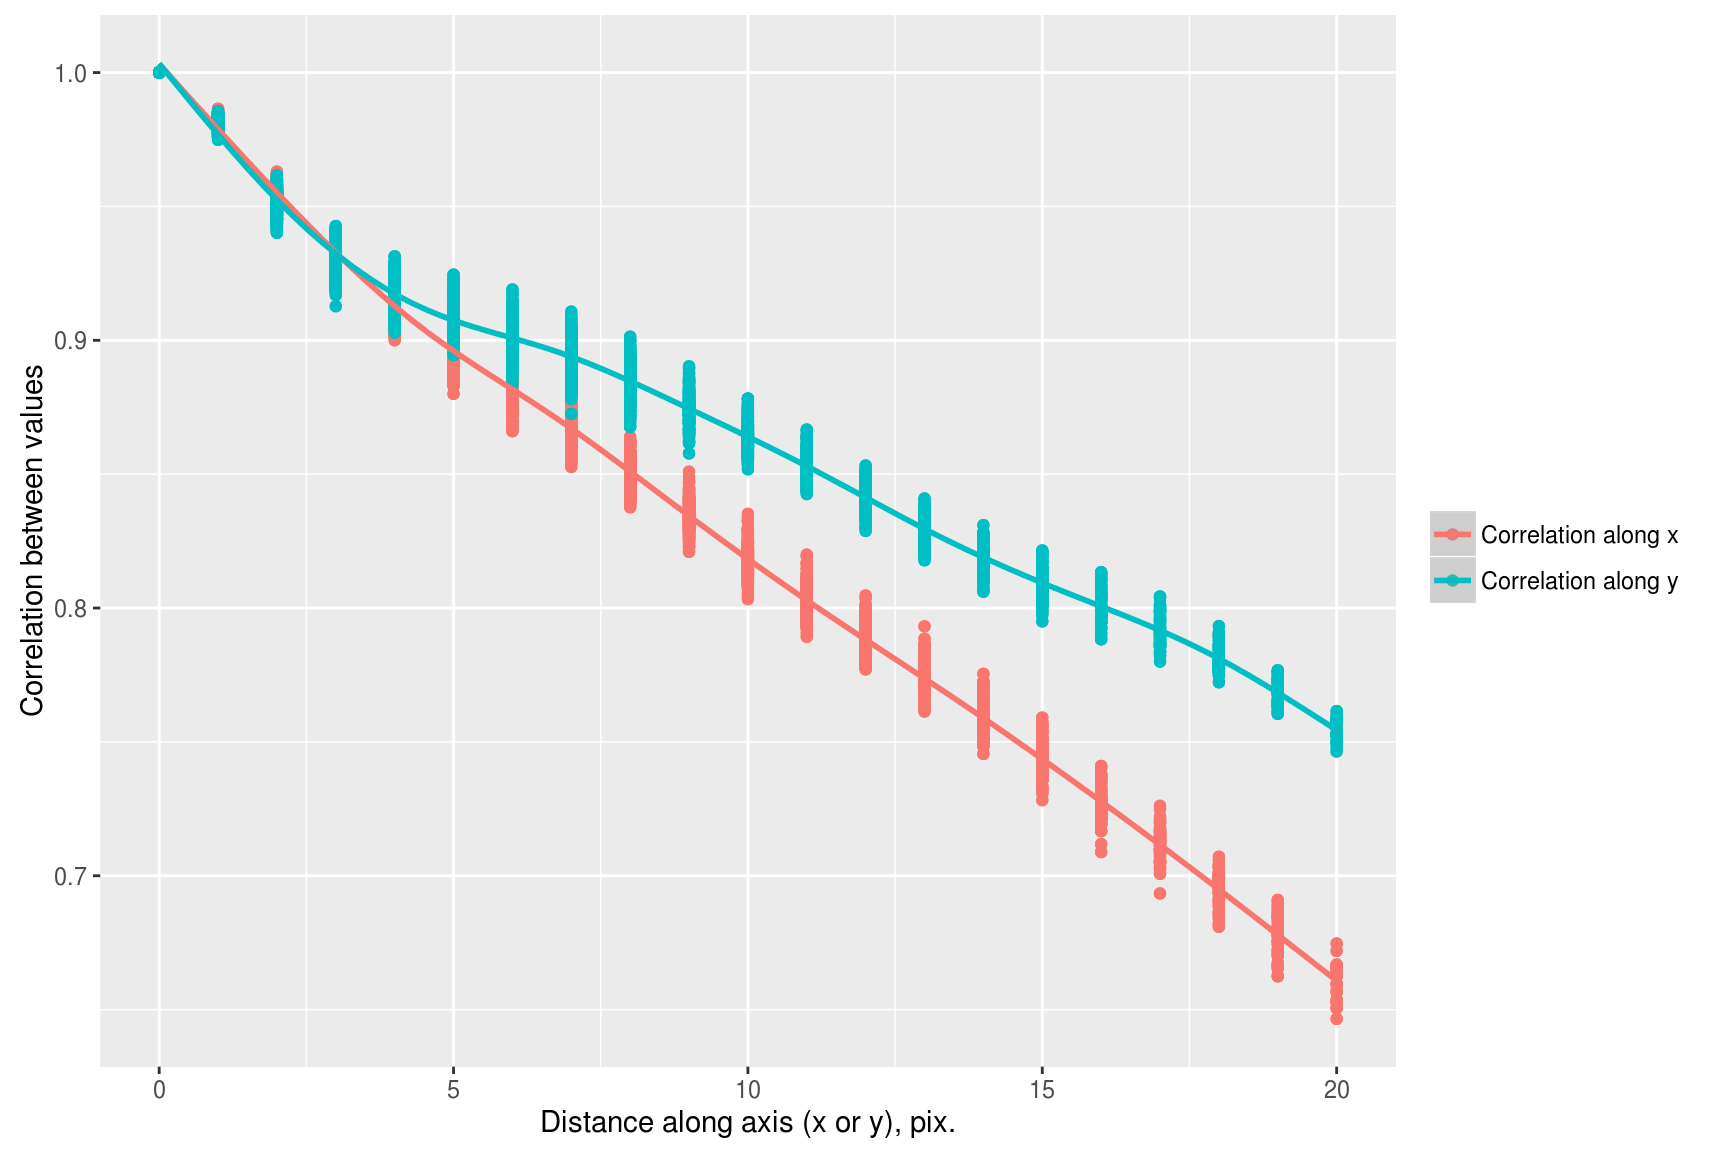 1.0
0.9
0.8
0.7
Correlation between values
0
5
10
15
20
Distance along axis (x or y), pix.
Correlation along x
Correlation along y